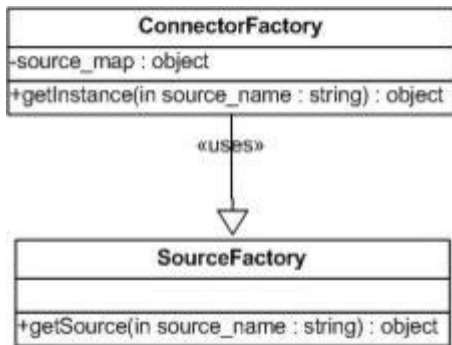 ConnectorFactory
-source_map : object
+getInstance(in source_name : string) : object
«uses»
SourceFactory
+getSource(in source_name : string) : object